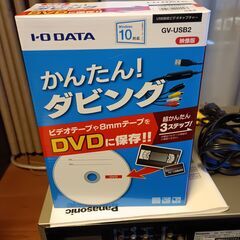 I-O DATA
Windows
10 対応
USB接続ビデオキャプチャー
GV-USB2
かんたん!
ダビング
ビデオテープや8mmテープを
DVDに保存!!
超かんたん
3ステップ!
DVD
Panasonic